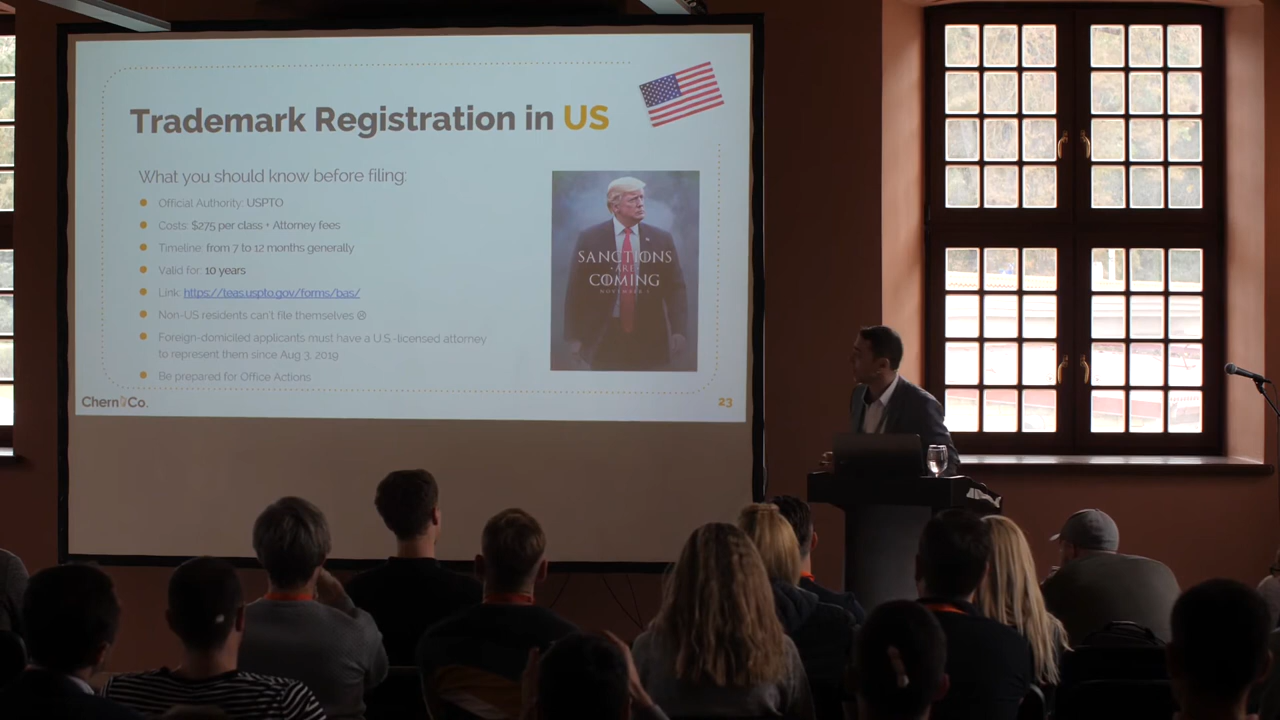 Trademark Registration in US
What you should know before filing:
Official Authority: USPTO
Costs: $275 per class + Attorney fees
Timeline: from 7 to 12 months generally
Valid for: 10 years
Link: https://teas.uspto.gov/forms/bas/
Non-US residents can't file themselves ☹
Foreign-domiciled applicants must have a U.S.-licensed attorney
to represent them since Aug 3, 2019
Be prepared for Office Actions
SANCTIONS
ARE
COMING
NOVEMBER 5
Chern Co.
23